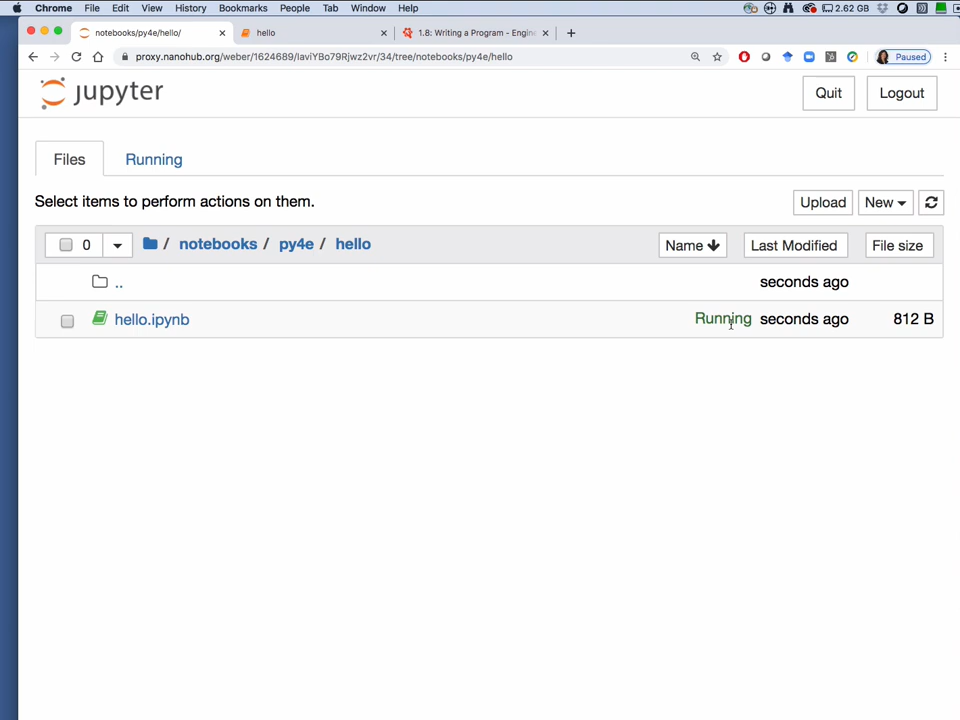 Chrome File Edit View History Bookmarks People Tab Window Help 2.62 GB
notebooks/py4e/hello/ hello 1.8: Writing a Program - Engine
proxy.nanohub.org/weber/1624689/IaviYBo79Rjwz2vr/34/tree/notebooks/py4e/hello Paused
jupyter Quit Logout
Files Running
Select items to perform actions on them. Upload New
0 / notebooks / py4e / hello Name Last Modified File size
.. seconds ago
hello.ipynb Running seconds ago 812 B